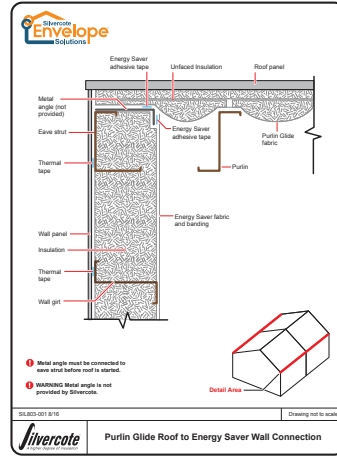 Silvercote
Envelope
Solutions
Energy Saver
adhesive tape
Unfaced Insulation
Roof panel
Metal
angle (not
provided)
Eave strut
Energy Saver
adhesive tape
Purlin Glide
fabric
Thermal
tape
Purlin
Energy Saver fabric
and banding
Wall panel
Insulation
Thermal
tape
Wall girt
! Metal angle must be connected to
eave strut before roof is started.
! WARNING Metal angle is not
provided by Silvercote.
Detail Area
SIL803-001 8/16
Drawing not to scale
Silvercote
A higher degree of insulation
Purlin Glide Roof to Energy Saver Wall Connection